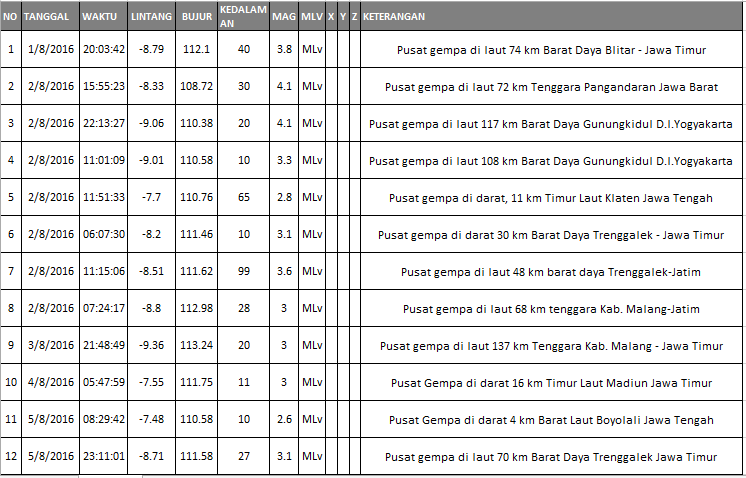 NO TANGGAL WAKTU LINTANG BUJUR KEDALAMAN MAG MLV X Y Z KETERANGAN
1 1/8/2016 20:03:42 -8.79 112.1 40 3.8 MLv Pusat gempa di laut 74 km Barat Daya Blitar - Jawa Timur
2 2/8/2016 15:55:23 -8.33 108.72 30 4.1 MLv Pusat gempa di laut 72 km Tenggara Pangandaran Jawa Barat
3 2/8/2016 22:13:27 -9.06 110.38 20 4.1 MLv Pusat gempa di laut 117 km Barat Daya Gunungkidul D.I.Yogyakarta
4 2/8/2016 11:01:09 -9.01 110.58 10 3.3 MLv Pusat gempa di laut 108 km Barat Daya Gunungkidul D.I.Yogyakarta
5 2/8/2016 11:51:33 -7.7 110.76 65 2.8 MLv Pusat gempa di darat, 11 km Timur Laut Klaten Jawa Tengah
6 2/8/2016 06:07:30 -8.2 111.46 10 3.1 MLv Pusat gempa di darat 30 km Barat Daya Trenggalek - Jawa Timur
7 2/8/2016 11:15:06 -8.51 111.62 99 3.6 MLv Pusat gempa di laut 48 km barat daya Trenggalek-Jatim
8 2/8/2016 07:24:17 -8.8 112.98 28 3 MLv Pusat gempa di laut 68 km tenggara Kab. Malang-Jatim
9 3/8/2016 21:48:49 -9.36 113.24 20 3 MLv Pusat gempa di laut 137 km Tenggara Kab. Malang - Jawa Timur
10 4/8/2016 05:47:59 -7.55 111.75 11 3 MLv Pusat Gempa di darat 16 km Timur Laut Madiun Jawa Timur
11 5/8/2016 08:29:42 -7.48 110.58 10 2.6 MLv Pusat Gempa di darat 4 km Barat Laut Boyolali Jawa Tengah
12 5/8/2016 23:11:01 -8.71 111.58 27 3.1 MLv Pusat gempa di laut 70 km Barat Daya Trenggalek Jawa Timur